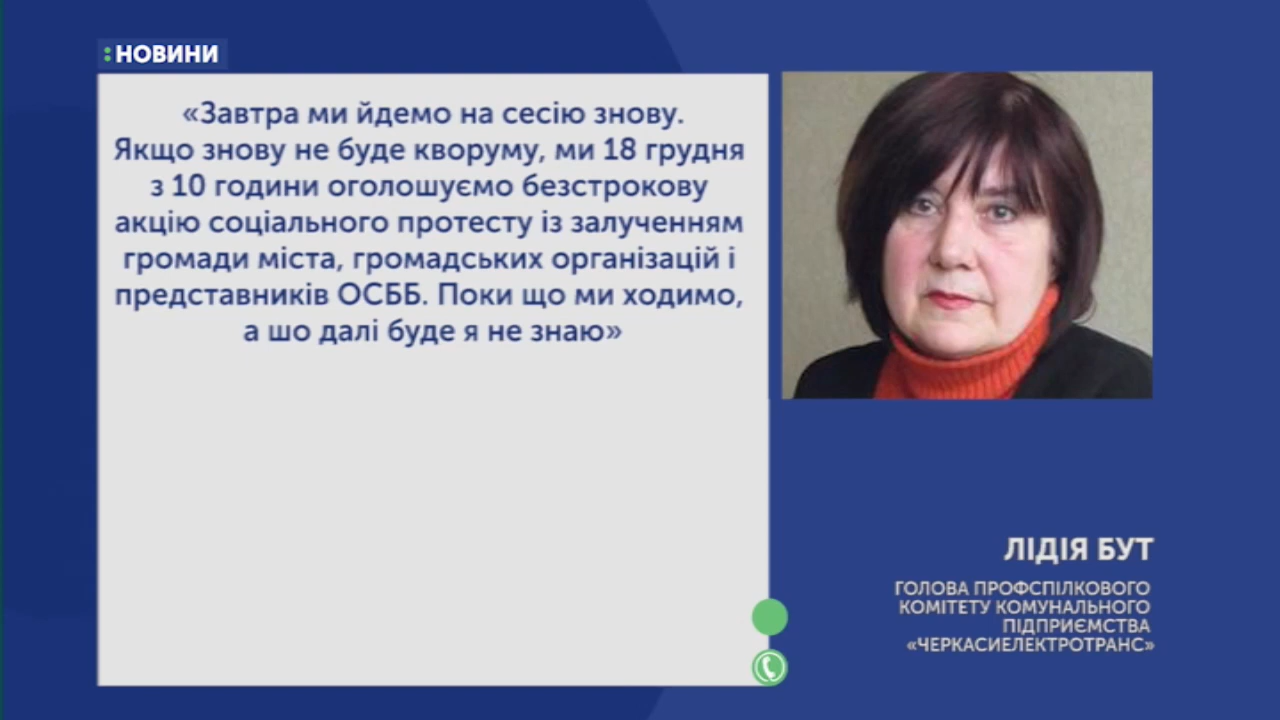 :НОВИНИ
«Завтра ми йдемо на сесію знову.
Якщо знову не буде кворуму, ми 18 грудня
з 10 години оголошуємо безстрокову
акцію соціального протесту із залученням
громади міста, громадських організацій і
представників ОСББ. Поки що ми ходимо,
а шо далі буде я не знаю»
ЛІДІЯ БУТ
ГОЛОВА ПРОФСПІЛКОВОГО
КОМІТЕТУ КОМУНАЛЬНОГО
ПІДПРИЄМСТВА
«ЧЕРКАСИЕЛЕКТРОТРАНС»